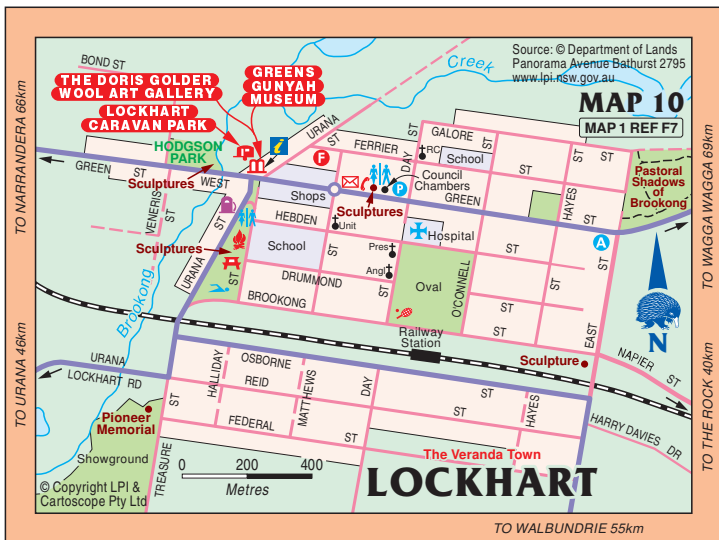 BOND ST
THE DORIS GOLDER
WOOL ART GALLERY
LOCKHART
CARAVAN PARK
GREENS
GUNYAH
MUSEUM
Creek
Source: © Department of Lands
Panorama Avenue Bathurst 2795
www.lpi.nsw.gov.au
MAP 10
MAP 1 REF F7
TO NARRANDERA 66km
TO URANA 46km
TO WAGGA WAGGA 69km
TO THE ROCK 40km
TO WALBUNDRIE 55km
HODGSON
PARK
i
URANA
ST
F
FERRIER
DAY
ST
GALORE
ST
RC
School
ST
ST
GREEN
ST
WEST
Sculptures
Shops
P
Council
Chambers
Sculptures
GREEN
HAYES
ST
Pastoral
Shadows
of
Brookong
A
VENERIS
ST
HEBDEN
ST
Unit
Hospital
Sculptures
School
Pres
Angl
ST
ST
URANA
ST
ST
DRUMMOND
BROOKONG
ST
Oval
O'CONNELL
ST
ST
ST
EAST
N
Brookong
Railway
Station
Sculpture
NAPIER
ST
URANA
LOCKHART RD
HALLIDAY
OSBORNE
REID
MATTHEWS
DAY
ST
ST
HAYES
HARRY DAVIES
DR
Pioneer
Memorial
ST
FEDERAL
ST
Showground
TREASURE
0
200
400
Metres
The Veranda Town
LOCKHART
© Copyright LPI &
Cartoscope Pty Ltd